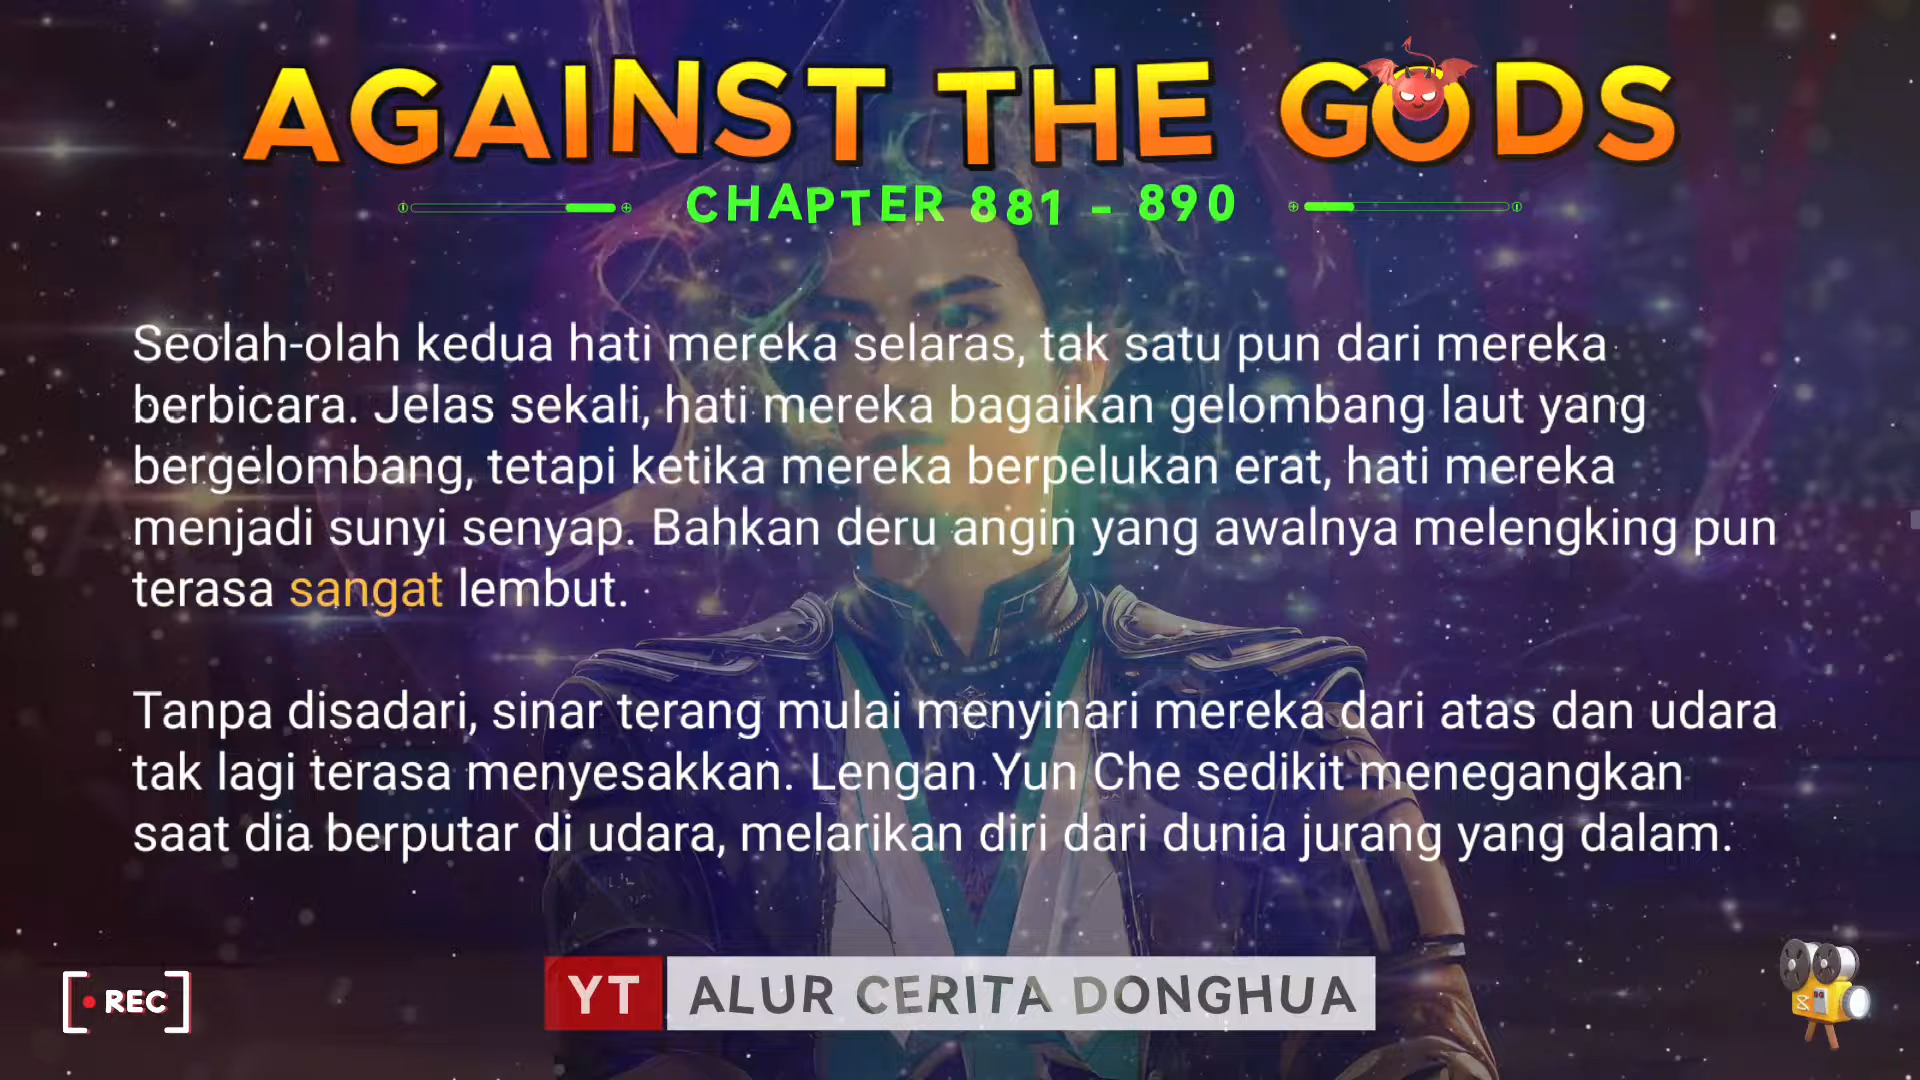 AGAINST THE GODS
CHAPTER 881 - 890
Seolah-olah kedua hati mereka selaras, tak satu pun dari mereka
berbicara. Jelas sekali, hati mereka bagaikan gelombang laut yang
bergelombang, tetapi ketika mereka berpelukan erat, hati mereka
menjadi sunyi senyap. Bahkan deru angin yang awalnya melengking pun
terasa sangat lembut.
Tanpa disadari, sinar terang mulai menyinari mereka dari atas dan udara
tak lagi terasa menyesakkan. Lengan Yun Che sedikit menegangkan
saat dia berputar di udara, melarikan diri dari dunia jurang yang dalam.
REC
YT ALUR CERITA DONGHUA